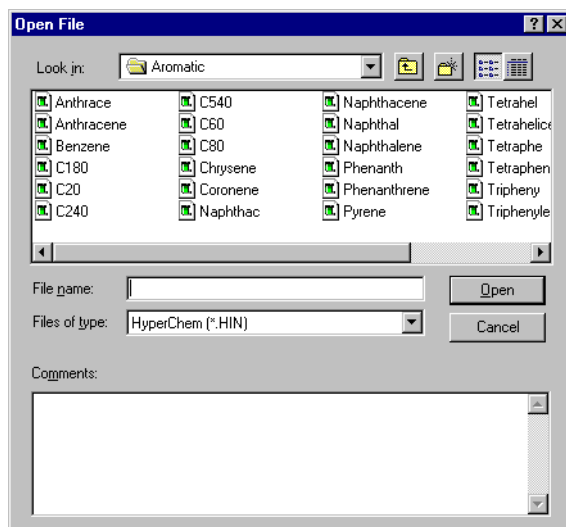 Open File
Look in: Aromatic
Anthrace C540 Naphthacene Tetrahel
Anthracene C60 Naphthal Tetrahelice
Benzene C80 Naphthalene Tetraphe
C180 Chrysene Phenanth Tetraphen
C20 Coronene Phenanthrene Tripheny
C240 Naphthac Pyrene Triphenyle
File name: Open
Files of type: HyperChem (*.HIN) Cancel
Comments: